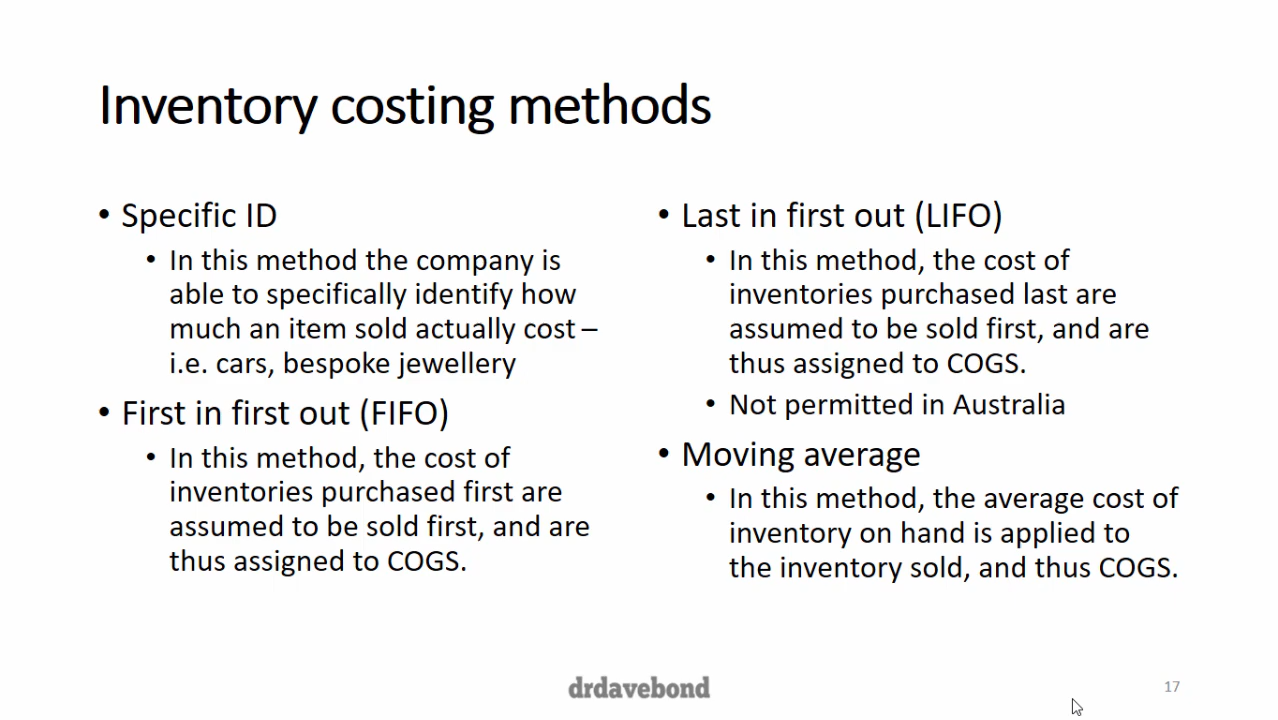 Inventory costing methods
• Specific ID
• In this method the company is
able to specifically identify how
much an item sold actually cost –
i.e. cars, bespoke jewellery
• First in first out (FIFO)
• In this method, the cost of
inventories purchased first are
assumed to be sold first, and are
thus assigned to COGS.
• Last in first out (LIFO)
• In this method, the cost of
inventories purchased last are
assumed to be sold first, and are
thus assigned to COGS.
• Not permitted in Australia
• Moving average
• In this method, the average cost of
inventory on hand is applied to
the inventory sold, and thus COGS.
drdavebond
17